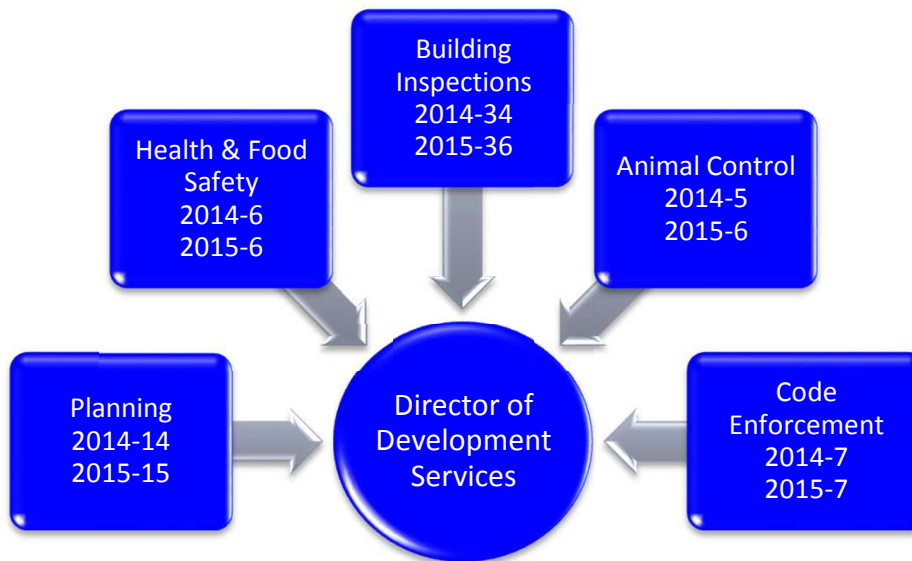 Building
Inspections
2014-34
2015-36
Health & Food
Safety
2014-6
2015-6
Animal Control
2014-5
2015-6
Planning
2014-14
2015-15
Director of
Development
Services
Code
Enforcement
2014-7
2015-7